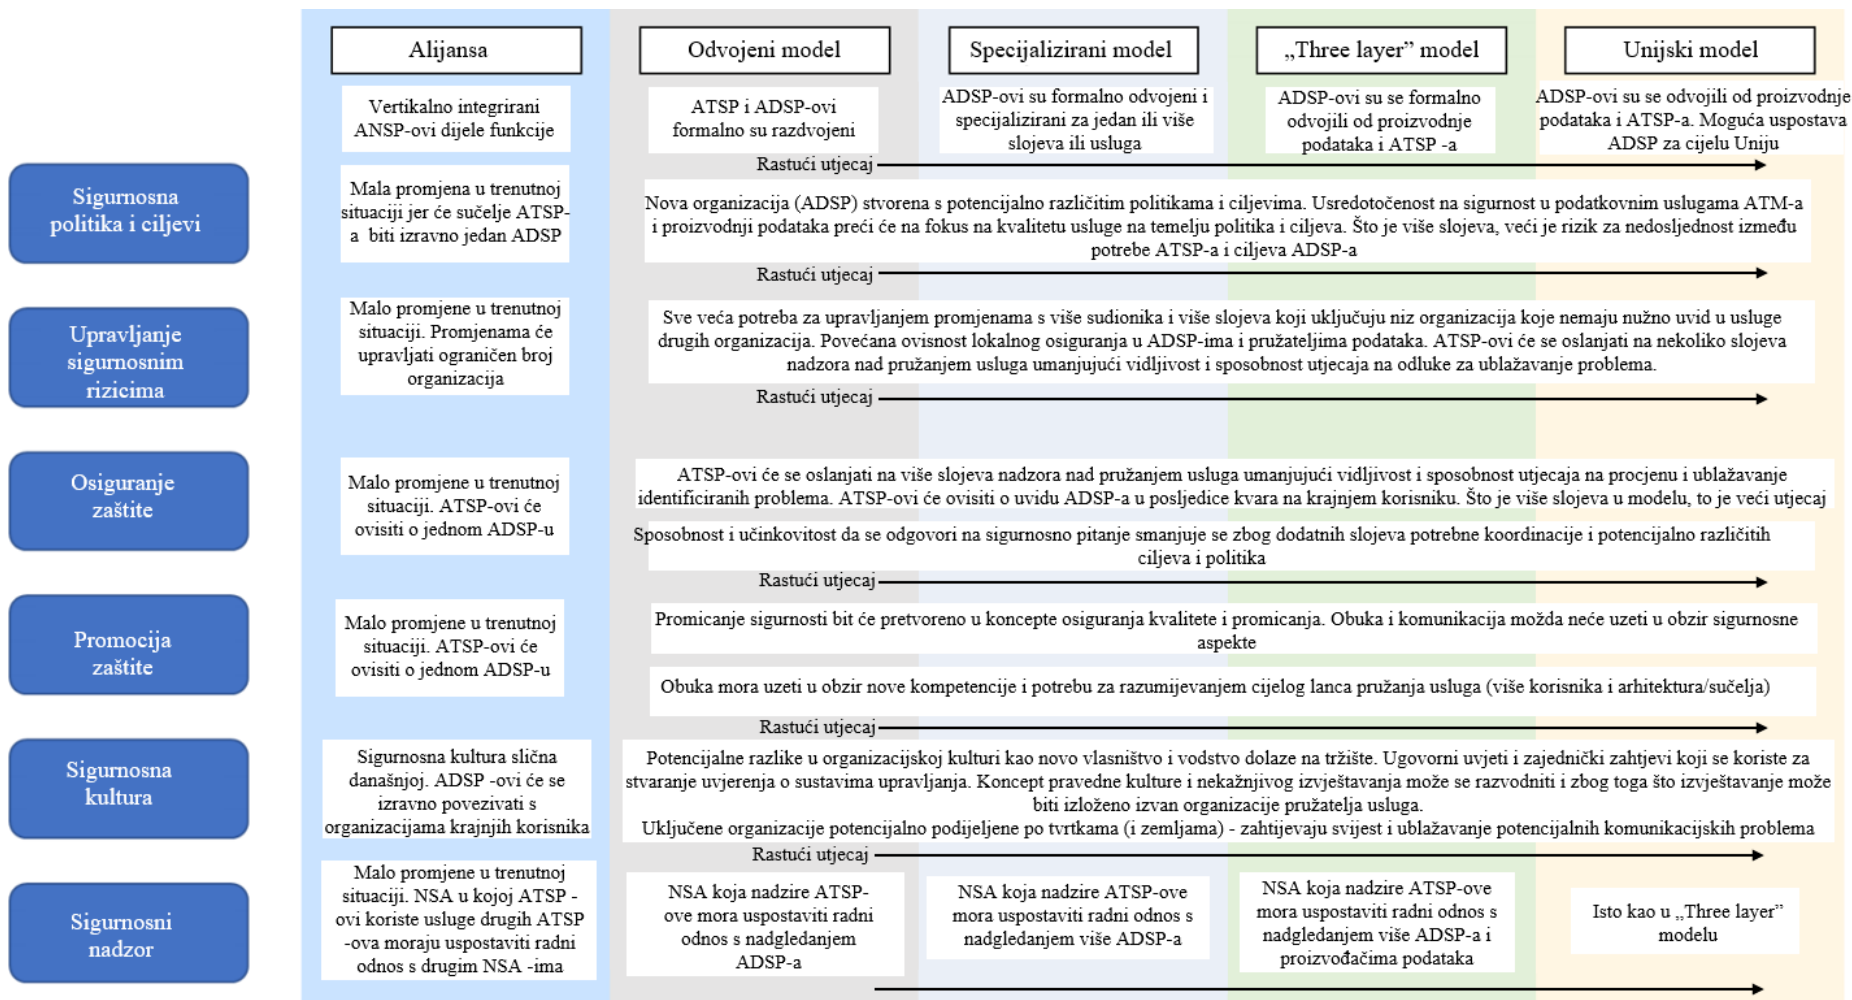 Alijansa
Odvojeni model
Specijalizirani model
„Three layer” model
Unijski model
Vertikalno integrirani
ANSP-ovi dijele funkcije
ATSP i ADSP-ovi
formalno su razdvojeni
ADSP-ovi su formalno odvojeni i
specijalizirani za jedan ili više
slojeva ili usluga
ADSP-ovi su se formalno
odvojili od proizvodnje
podataka i ATSP -a
ADSP-ovi su se odvojili od proizvodnje
podataka i ATSP-a. Moguća uspostava
ADSP za cijelu Uniju
Rastući utjecaj
Sigurnosna
politika i ciljevi
Mala promjena u trenutnoj
situaciji jer će sučelje ATSP-
a  biti izravno jedan ADSP
Nova organizacija (ADSP) stvorena s potencijalno različitim politikama i ciljevima. Usredotočenost na sigurnost u podatkovnim uslugama ATM-a
i proizvodnji podataka preći će na fokus na kvalitetu usluge na temelju politika i ciljeva. Što je više slojeva, veći je rizik za nedosljednost između
potrebe ATSP-a i ciljeva ADSP-a
Rastući utjecaj
Upravljanje
sigurnosnim
rizicima
Malo promjene u trenutnoj
situaciji. Promjenama će
upravljati ograničen broj
organizacija
Sve veća potreba za upravljanjem promjenama s više sudionika i više slojeva koji uključuju niz organizacija koje nemaju nužno uvid u usluge
drugih organizacija. Povećana ovisnost lokalnog osiguranja u ADSP-ima i pružateljima podataka. ATSP-ovi će se oslanjati na nekoliko slojeva
nadzora nad pružanjem usluga umanjujući vidljivost i sposobnost utjecaja na odluke za ublažavanje problema.
Rastući utjecaj
Osiguranje
zaštite
Malo promjene u trenutnoj
situaciji. ATSP-ovi će
ovisiti o jednom ADSP-u
ATSP-ovi će se oslanjati na više slojeva nadzora nad pružanjem usluga umanjujući vidljivost i sposobnost utjecaja na procjenu i ublažavanje
identificiranih problema. ATSP-ovi će ovisiti o uvidu ADSP-a u posljedice kvara na krajnjem korisniku. Što je više slojeva u modelu, to je veći utjecaj
Sposobnost i učinkovitost da se odgovori na sigurnosno pitanje smanjuje se zbog dodatnih slojeva potrebne koordinacije i potencijalno različitih
ciljeva i politika
Rastući utjecaj
Promocija
zaštite
Malo promjene u trenutnoj
situaciji. ATSP-ovi će
ovisiti o jednom ADSP-u
Promicanje sigurnosti bit će pretvoreno u koncepte osiguranja kvalitete i promicanja. Obuka i komunikacija možda neće uzeti u obzir sigurnosne
aspekte
Obuka mora uzeti u obzir nove kompetencije i potrebu za razumijevanjem cijelog lanca pružanja usluga (više korisnika i arhitektura/sučelja)
Rastući utjecaj
Sigurnosna
kultura
Sigurnosna kultura slična
današnjoj. ADSP -ovi će se
izravno povezivati s
organizacijama krajnjih korisnika
Potencijalne razlike u organizacijskoj kulturi kao novo vlasništvo i vodstvo dolaze na tržište. Ugovorni uvjeti i zajednički zahtjevi koji se koriste za
stvaranje uvjerenja o sustavima upravljanja. Koncept pravedne kulture i nekažnjivog izvještavanja može se razvodniti i zbog toga što izvještavanje može
biti izloženo izvan organizacije pružatelja usluga.
Uključene organizacije potencijalno podijeljene po tvrtkama (i zemljama) - zahtijevaju svijest i ublažavanje potencijalnih komunikacijskih problema
Rastući utjecaj
Sigurnosni
nadzor
Malo promjene u trenutnoj
situaciji. NSA u kojoj ATSP -
ovi koriste usluge drugih ATSP
-ova moraju uspostaviti radni
odnos s drugim NSA -ima
NSA koja nadzire ATSP-
ove mora uspostaviti radni
odnos s nadgledanjem
ADSP-a
NSA koja nadzire ATSP-ove
mora uspostaviti radni odnos s
nadgledanjem više ADSP-a
NSA koja nadzire ATSP-ove
mora uspostaviti radni odnos s
nadgledanjem više ADSP-a i
proizvođačima podataka
Isto kao u „Three layer”
modelu